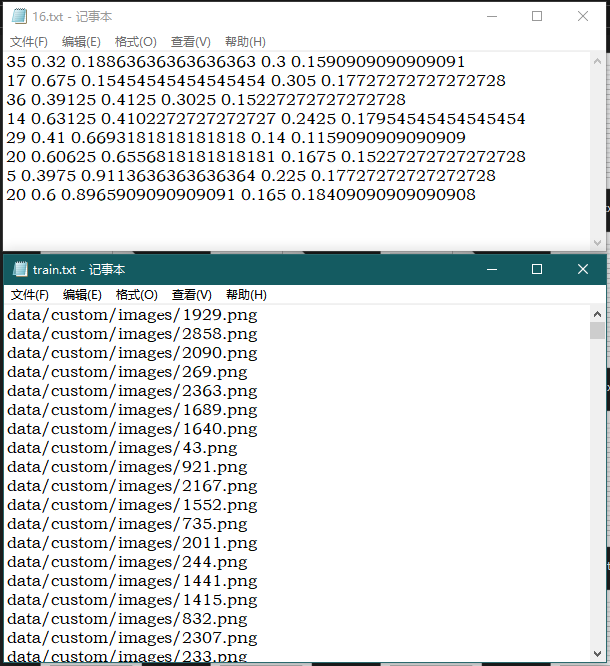 16.txt - 记事本
文件(F) 编辑(E) 格式(O) 查看(V) 帮助(H)
35 0.32 0.18863636363636363 0.3 0.1590909090909091
17 0.675 0.15454545454545454 0.305 0.17727272727272728
36 0.39125 0.4125 0.3025 0.15227272727272728
14 0.63125 0.4102272727272727 0.2425 0.17954545454545454
29 0.41 0.6693181818181818 0.14 0.1159090909090909
20 0.60625 0.6556818181818181 0.1675 0.15227272727272728
5 0.3975 0.9113636363636364 0.225 0.17727272727272728
20 0.6 0.8965909090909091 0.165 0.18409090909090908
train.txt - 记事本
文件(F) 编辑(E) 格式(O) 查看(V) 帮助(H)
data/custom/images/1929.png
data/custom/images/2858.png
data/custom/images/2090.png
data/custom/images/269.png
data/custom/images/2363.png
data/custom/images/1689.png
data/custom/images/1640.png
data/custom/images/43.png
data/custom/images/921.png
data/custom/images/2167.png
data/custom/images/1552.png
data/custom/images/735.png
data/custom/images/2011.png
data/custom/images/244.png
data/custom/images/1441.png
data/custom/images/1415.png
data/custom/images/832.png
data/custom/images/2307.png
data/custom/images/233.png